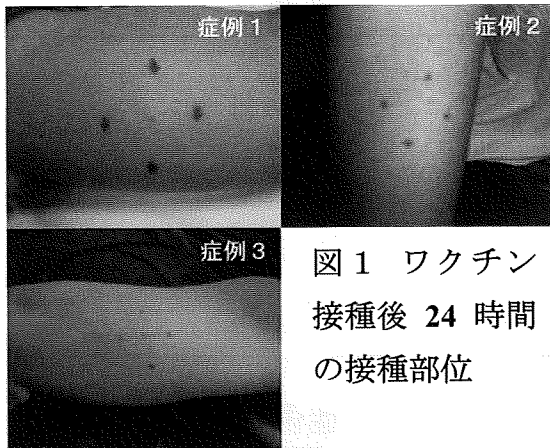 症例 1
症例 2
症例 3
図 1 ワクチン
接種後 24 時間
の接種部位